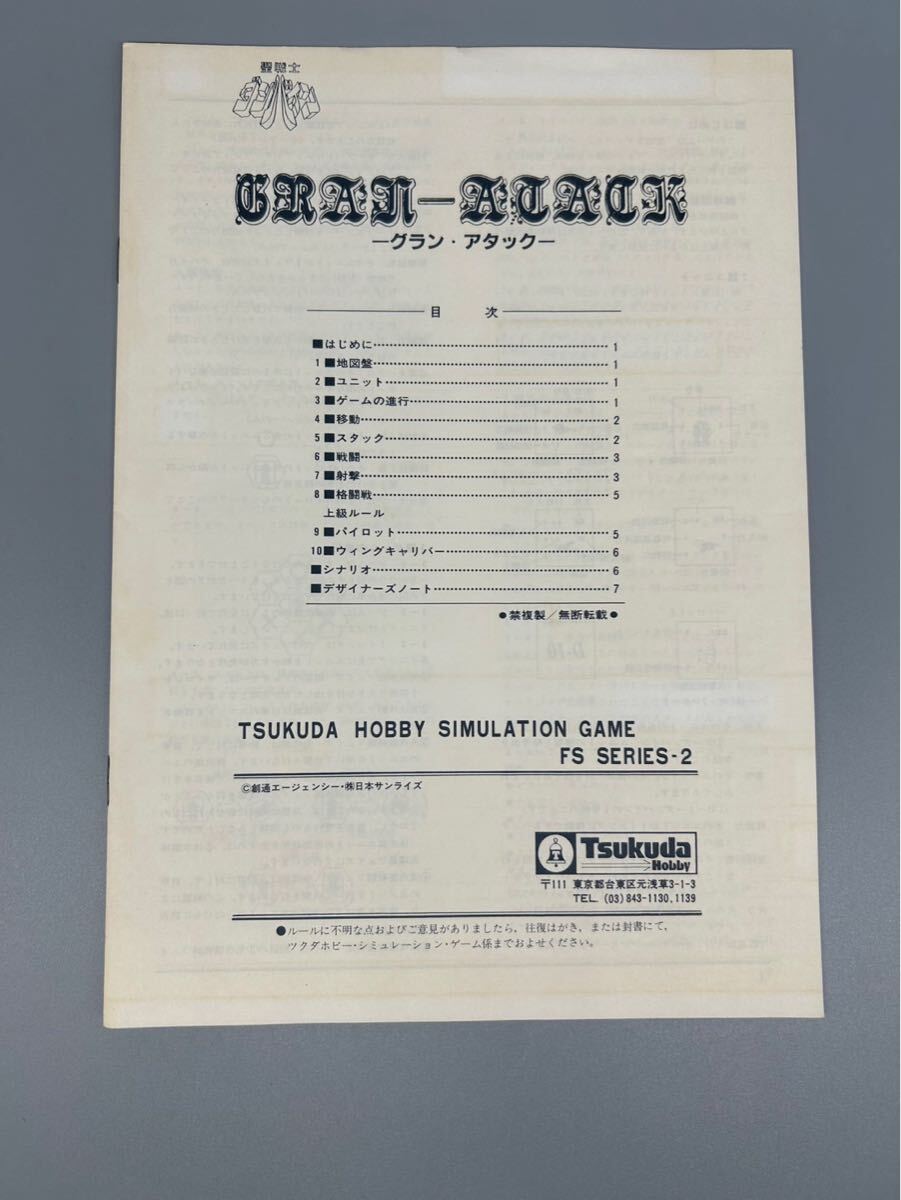 聖戦士
ダンバイン
GRAN-ATACK
ーグラン・アタックー
目 次
■はじめに 1
1■地図盤 1
2■ユニット 1
3■ゲームの進行 1
4■移動 2
5■スタック 2
6■戦闘 3
7■射撃 3
8■格闘戦 5
上級ルール
9■パイロット 5
10■ウィングキャリバー 6
■シナリオ 6
■デザイナーズノート 7
●禁複製/無断転載●
TSUKUDA HOBBY SIMULATION GAME
FS SERIES-2
©創通エージェンシー・㈱日本サンライズ
Tsukuda
Hobby
〒111 東京都台東区元浅草3-1-3
TEL (03)843-1130,1139
●ルールに不明な点およびご意見がありましたら,往復はがき,または封書にて,
ツクダホビー・シミュレーション・ゲーム係までおよせください。